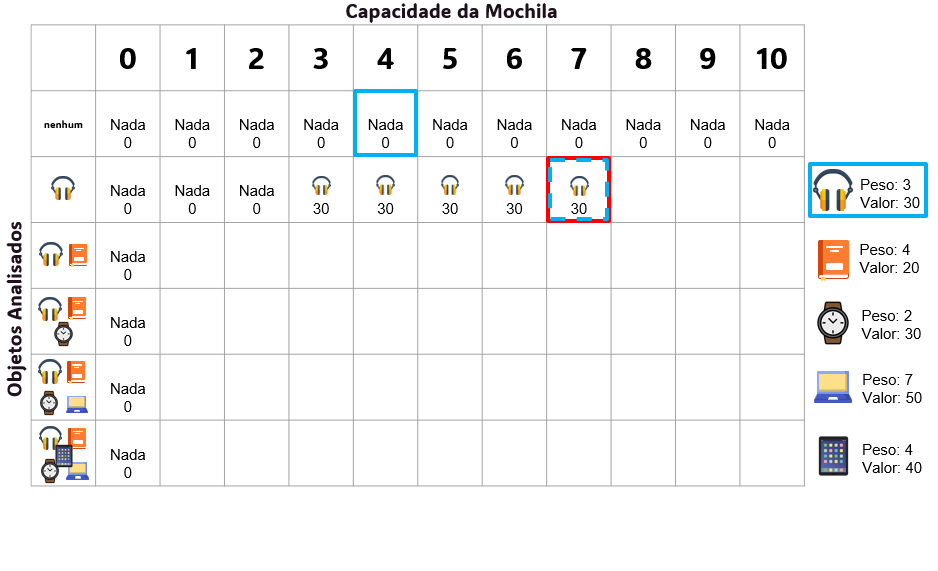 Capacidade da Mochila
0 1 2 3 4 5 6 7 8 9 10
nenhum
Nada Nada Nada Nada Nada Nada Nada Nada Nada Nada Nada
0 0 0 0 0 0 0 0 0 0 0
Nada Nada Nada
0 0 0 30 30 30 30 30
Peso: 3
Valor: 30
Objetos Analisados
Nada
0
Peso: 4
Valor: 20
Nada
0
Peso: 2
Valor: 30
Nada
0
Peso: 7
Valor: 50
Nada
0
Peso: 4
Valor: 40